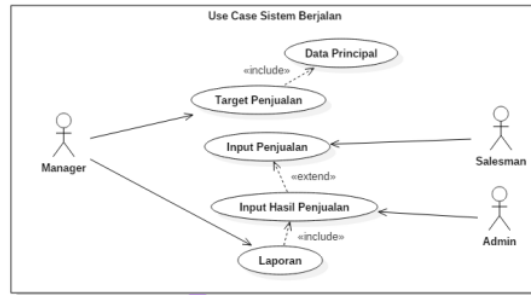 Use Case Sistem Berjalan
Data Principal
«include»
Target Penjualan
Input Penjualan
Manager
Salesman
«extend»
Input Hasil Penjualan
«include»
Admin
Laporan